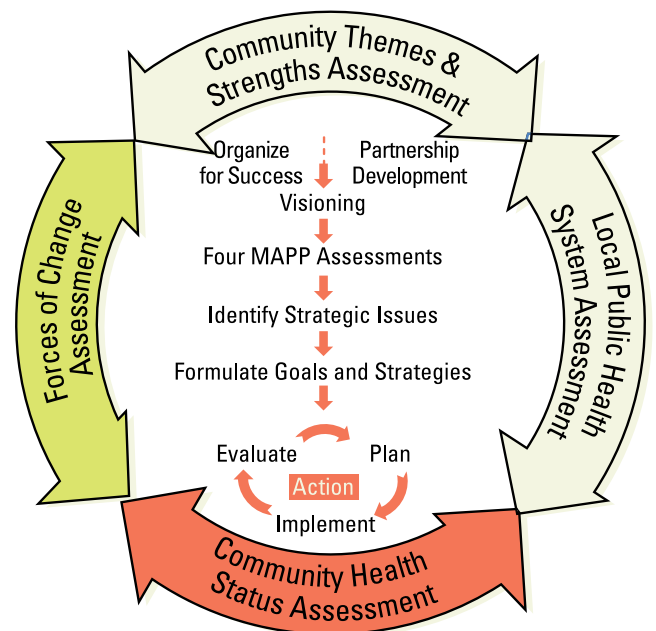 Community Themes &
Strengths Assessment
Organize
for Success
Partnership
Development
Visioning
Four MAPP Assessments
Identify Strategic Issues
Formulate Goals and Strategies
Evaluate
Plan
Action
Implement
Forces of Change
Assessment
Local Public Health
System Assessment
Community Health
Status Assessment